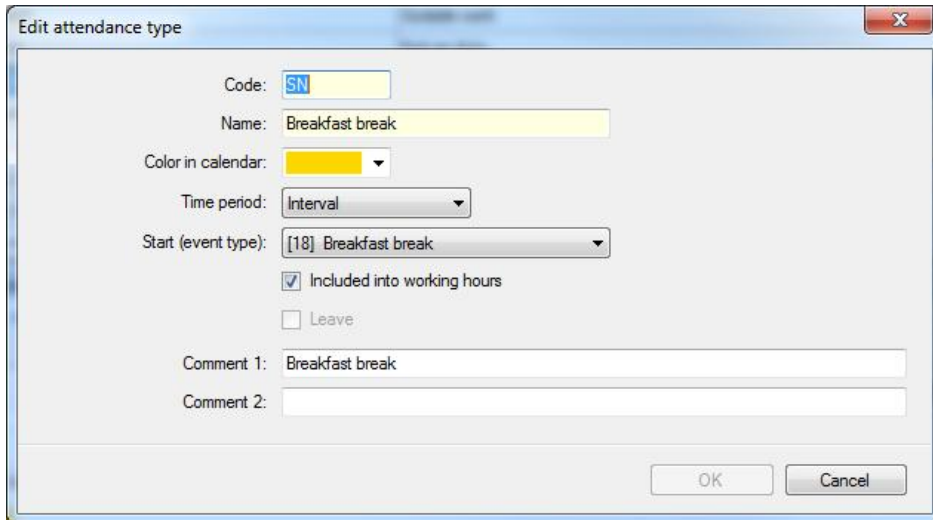 Edit attendance type
Code: SN
Name: Breakfast break
Color in calendar:
Time period: Interval
Start (event type): [18] Breakfast break
Included into working hours
Leave
Comment 1: Breakfast break
Comment 2:
OK Cancel